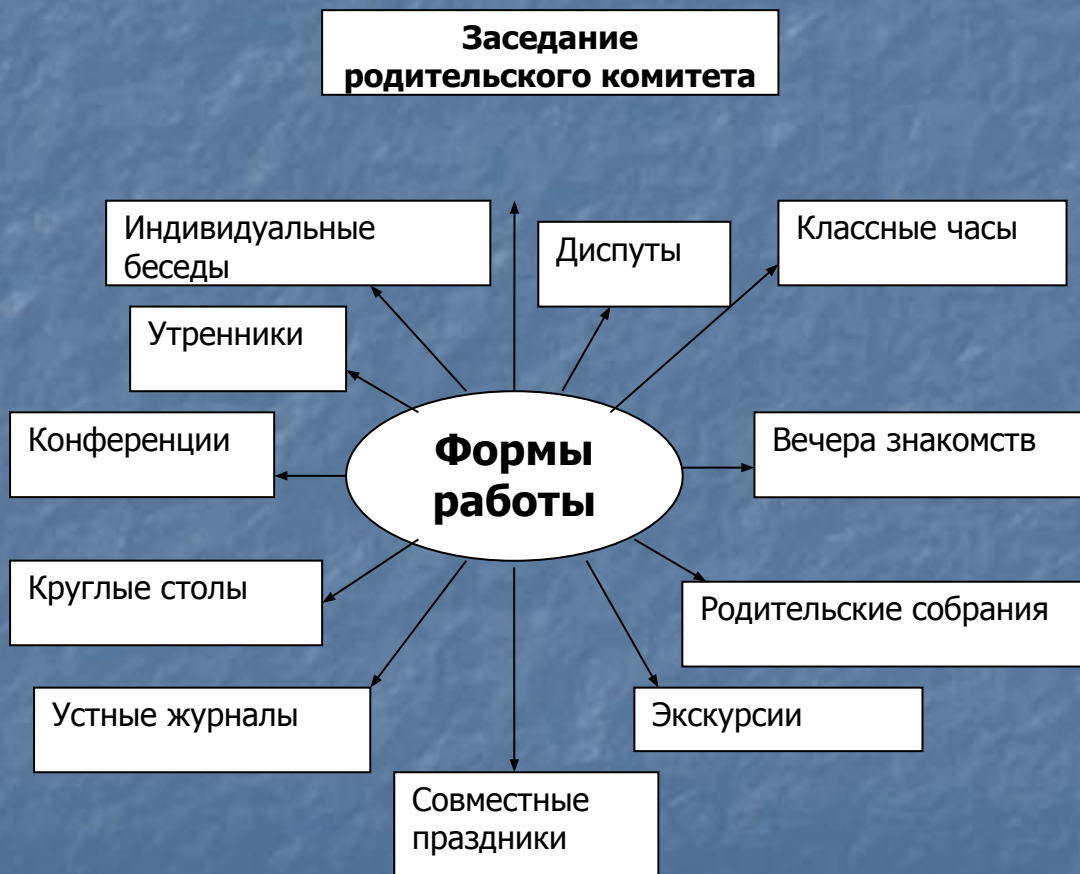 Заседание
родительского комитета
Индивидуальные
беседы
Диспуты
Классные часы
Утренники
Конференции
Формы
работы
Вечера знакомств
Круглые столы
Родительские собрания
Устные журналы
Экскурсии
Совместные
праздники